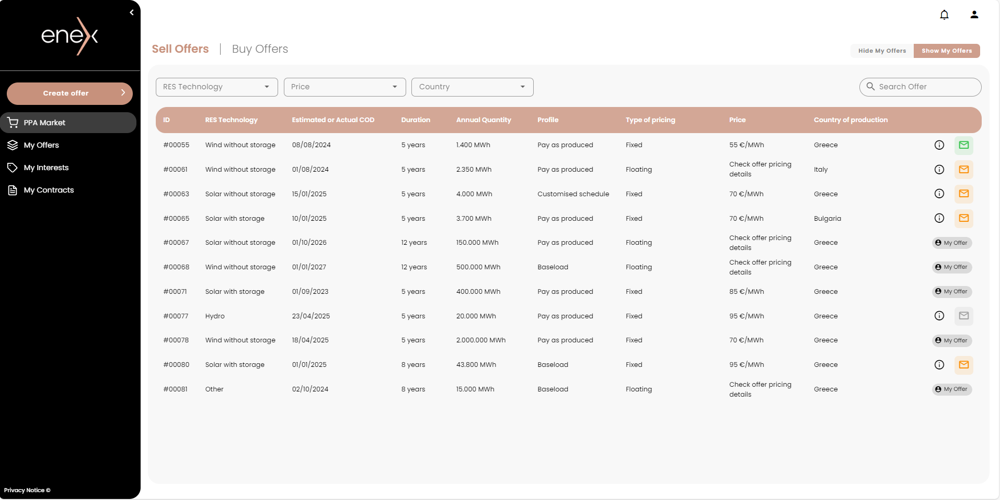 enex
Create offer
PPA Market
My Offers
My Interests
My Contracts
Privacy Notice ©
Sell Offers | Buy Offers
Hide My Offers Show My Offers
RES Technology Price Country Search Offer
ID RES Technology Estimated or Actual COD Duration Annual Quantity Profile Type of pricing Price Country of production
#00055 Wind without storage 08/08/2024 5 years 1.400 MWh Pay as produced Fixed 55 €/MWh Greece
#00061 Wind without storage 01/08/2024 5 years 2.350 MWh Pay as produced Floating Check offer pricing details Italy
#00063 Solar without storage 15/01/2025 5 years 4.000 MWh Customised schedule Fixed 70 €/MWh Greece
#00065 Solar with storage 10/01/2025 5 years 3.700 MWh Pay as produced Fixed 70 €/MWh Bulgaria
#00067 Solar without storage 01/10/2026 12 years 150.000 MWh Pay as produced Floating Check offer pricing details Greece My Offer
#00068 Wind without storage 01/01/2027 12 years 500.000 MWh Baseload Floating Check offer pricing details Greece My Offer
#00071 Solar with storage 01/09/2023 5 years 400.000 MWh Pay as produced Fixed 85 €/MWh Greece My Offer
#00077 Hydro 23/04/2025 5 years 20.000 MWh Pay as produced Fixed 95 €/MWh Greece
#00078 Wind without storage 18/04/2025 5 years 2.000.000 MWh Pay as produced Fixed 70 €/MWh Greece My Offer
#00080 Solar with storage 01/01/2025 8 years 43.800 MWh Baseload Fixed 95 €/MWh Greece
#00081 Other 02/10/2024 8 years 15.000 MWh Baseload Floating Check offer pricing details Greece My Offer